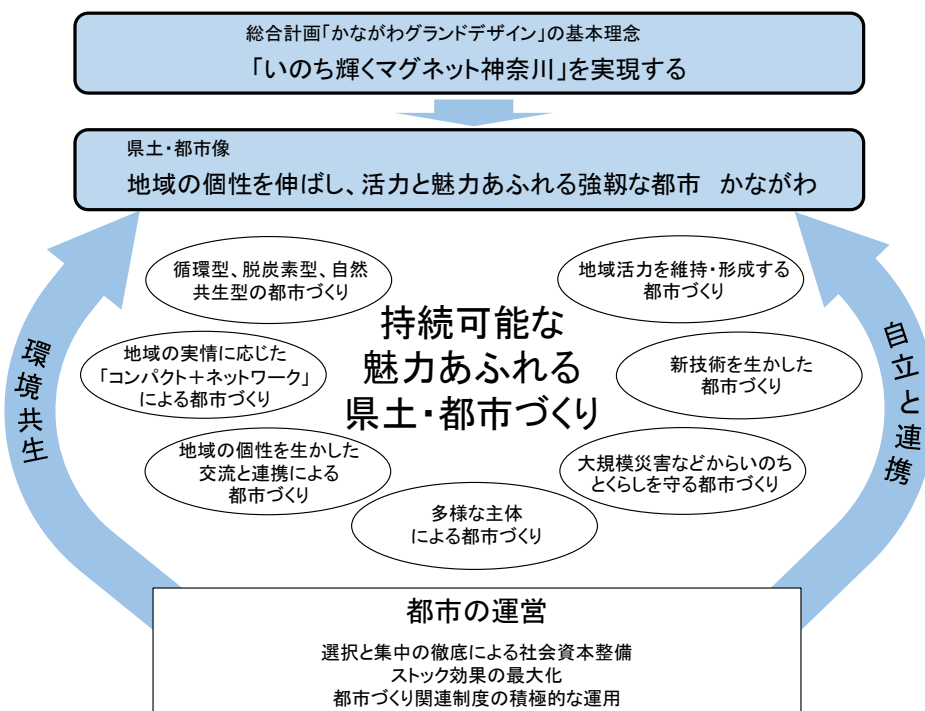 総合計画「かながわグランドデザイン」の基本理念
「いのち輝くマグネット神奈川」を実現する
県土・都市像
地域の個性を伸ばし、活力と魅力あふれる強靱な都市　かながわ
循環型、脱炭素型、自然
共生型の都市づくり
地域活力を維持・形成する
都市づくり
持続可能な
魅力あふれる
県土・都市づくり
環境共生
地域の実情に応じた
「コンパクト＋ネットワーク」
による都市づくり
新技術を生かした
都市づくり
自立と連携
地域の個性を生かした
交流と連携による
都市づくり
大規模災害などからいのち
とくらしを守る都市づくり
多様な主体
による都市づくり
都市の運営
選択と集中の徹底による社会資本整備
ストック効果の最大化
都市づくり関連制度の積極的な運用